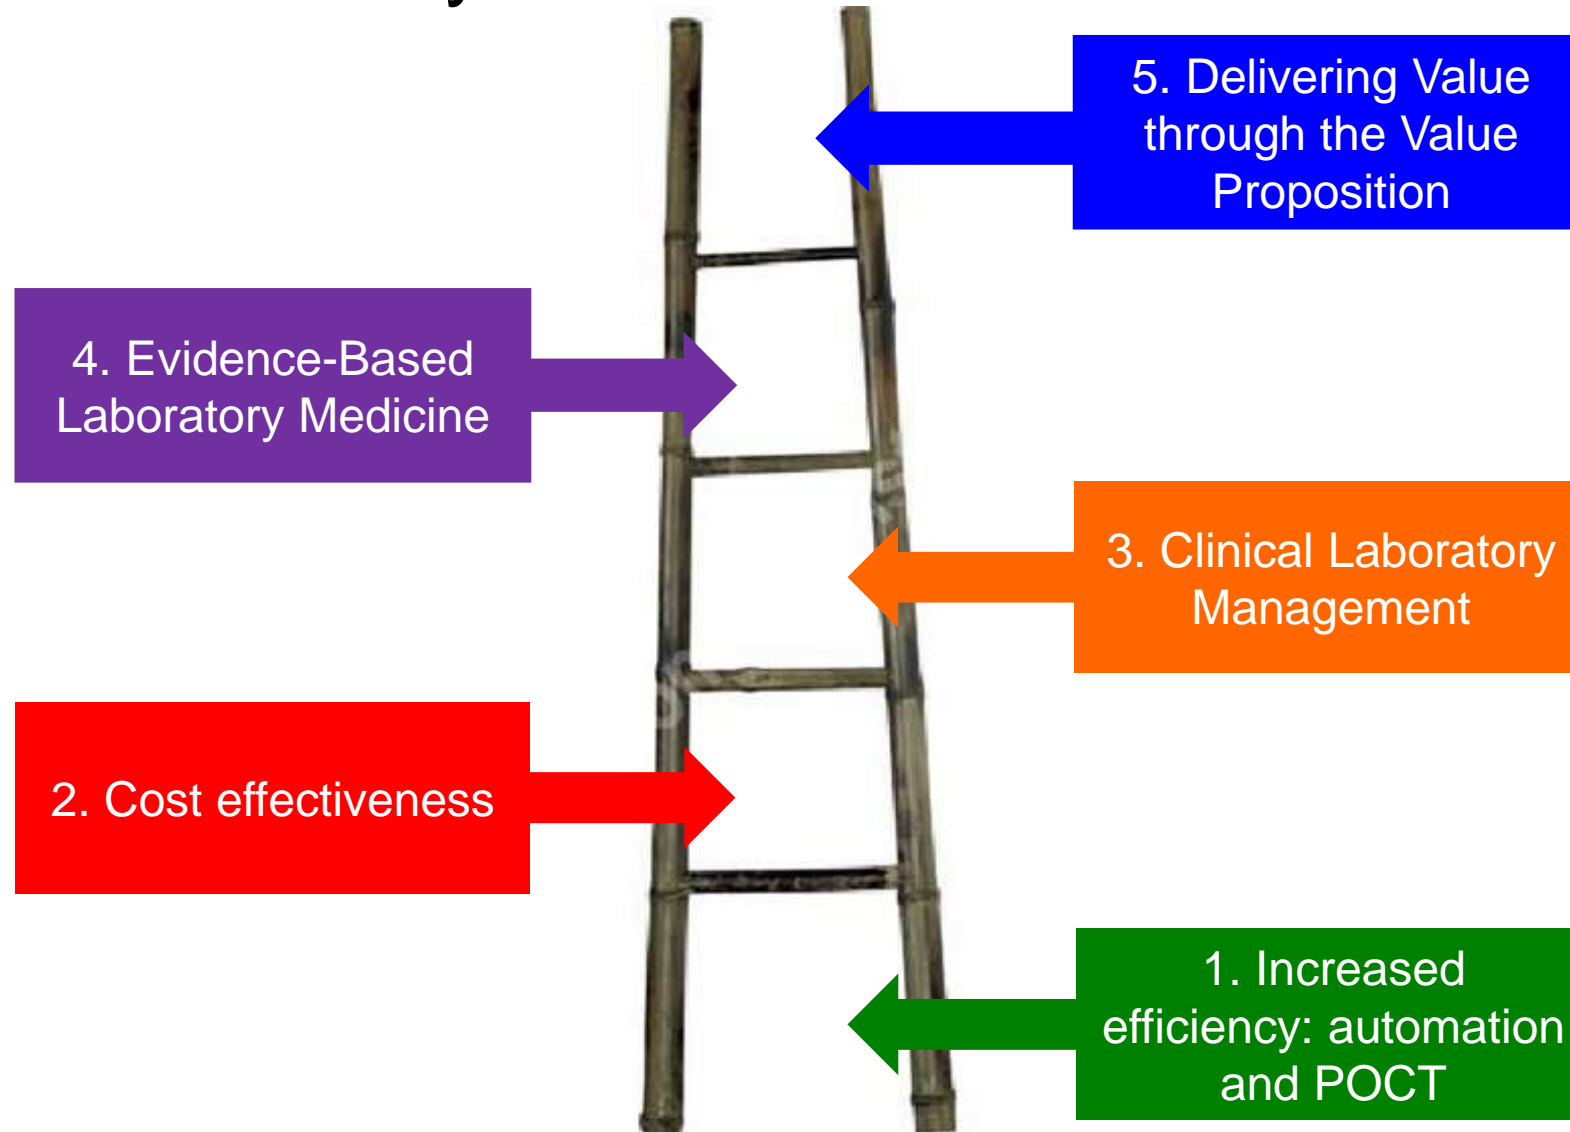 5. Delivering Value
through the Value
Proposition
4. Evidence-Based
Laboratory Medicine
3. Clinical Laboratory
Management
2. Cost effectiveness
1. Increased
efficiency: automation
and POCT